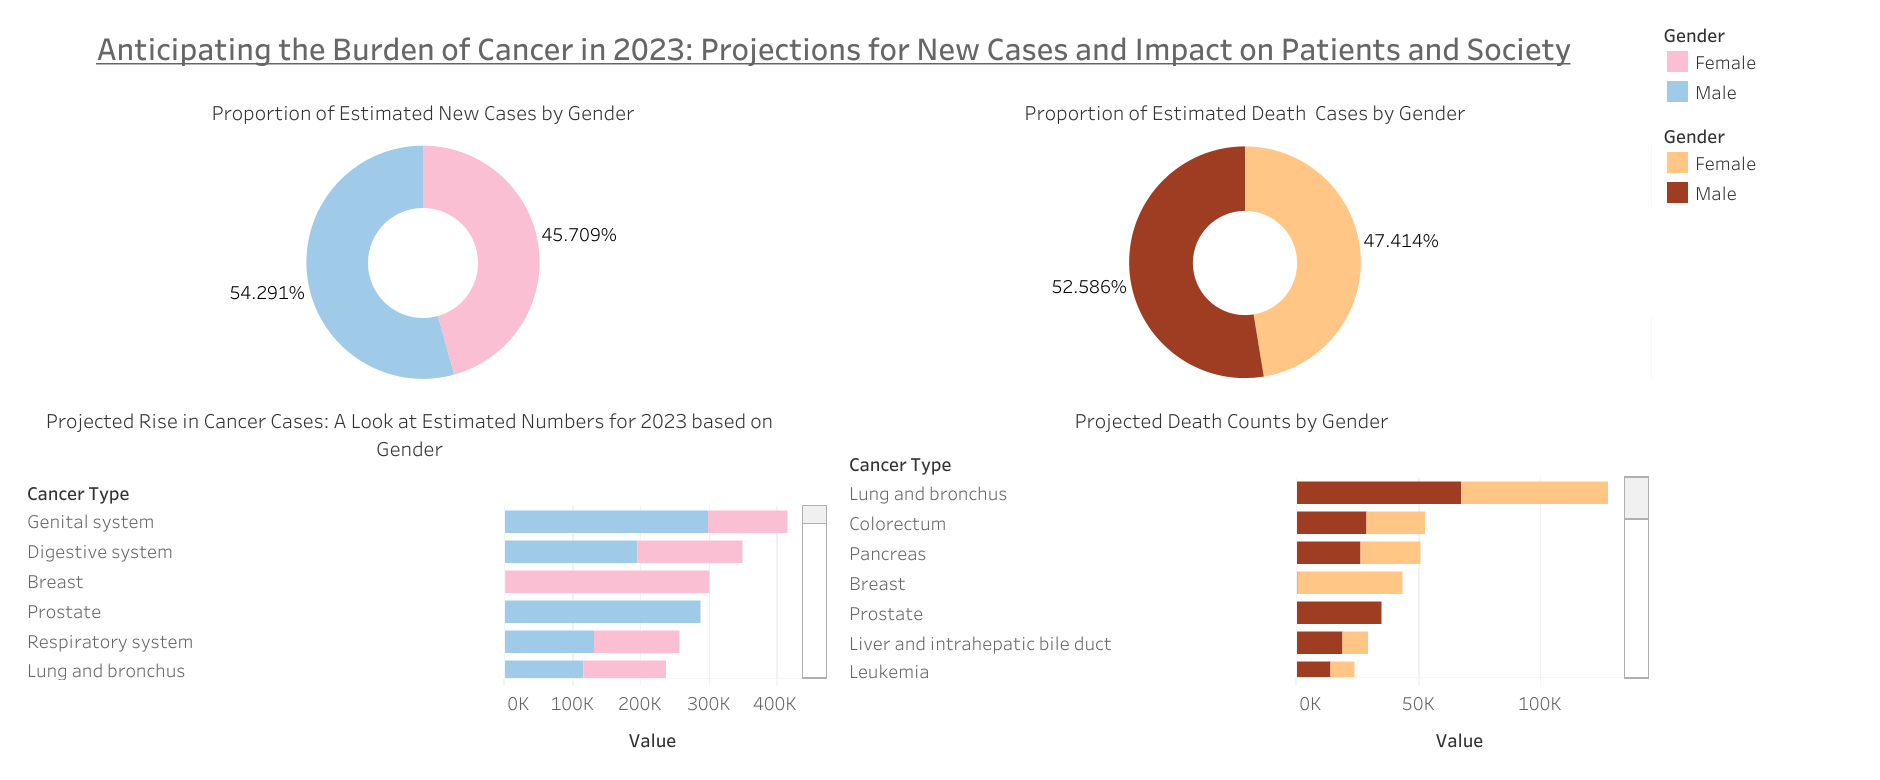 Anticipating the Burden of Cancer in 2023: Projections for New Cases and Impact on Patients and Society
Gender
Female
Male
Gender
Female
Male
Proportion of Estimated New Cases by Gender
45.709%
54.291%
Proportion of Estimated Death  Cases by Gender
47.414%
52.586%
Projected Rise in Cancer Cases: A Look at Estimated Numbers for 2023 based on
Gender
Cancer Type
Genital system
Digestive system
Breast
Prostate
Respiratory system
Lung and bronchus
0K 100K 200K 300K 400K
Value
Projected Death Counts by Gender
Cancer Type
Lung and bronchus
Colorectum
Pancreas
Breast
Prostate
Liver and intrahepatic bile duct
Leukemia
0K 50K 100K
Value